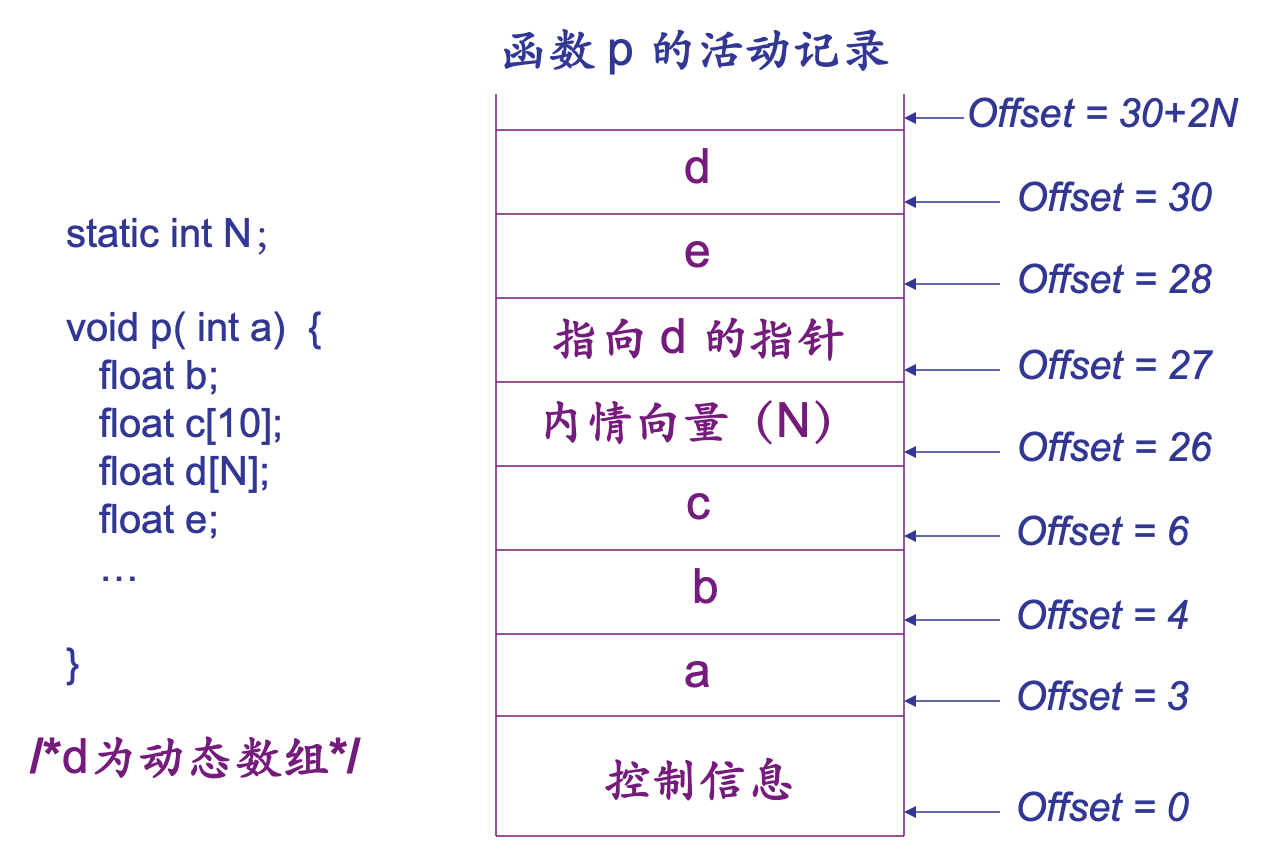 函数 p 的活动记录
static int N；
void p( int a)  {
float b;
float c[10];
float d[N];
float e;
…
}
/*d为动态数组*/
Offset = 30+2N
d
Offset = 30
e
Offset = 28
指向 d 的指针
Offset = 27
内情向量（N）
Offset = 26
c
Offset = 6
b
Offset = 4
a
Offset = 3
控制信息
Offset = 0